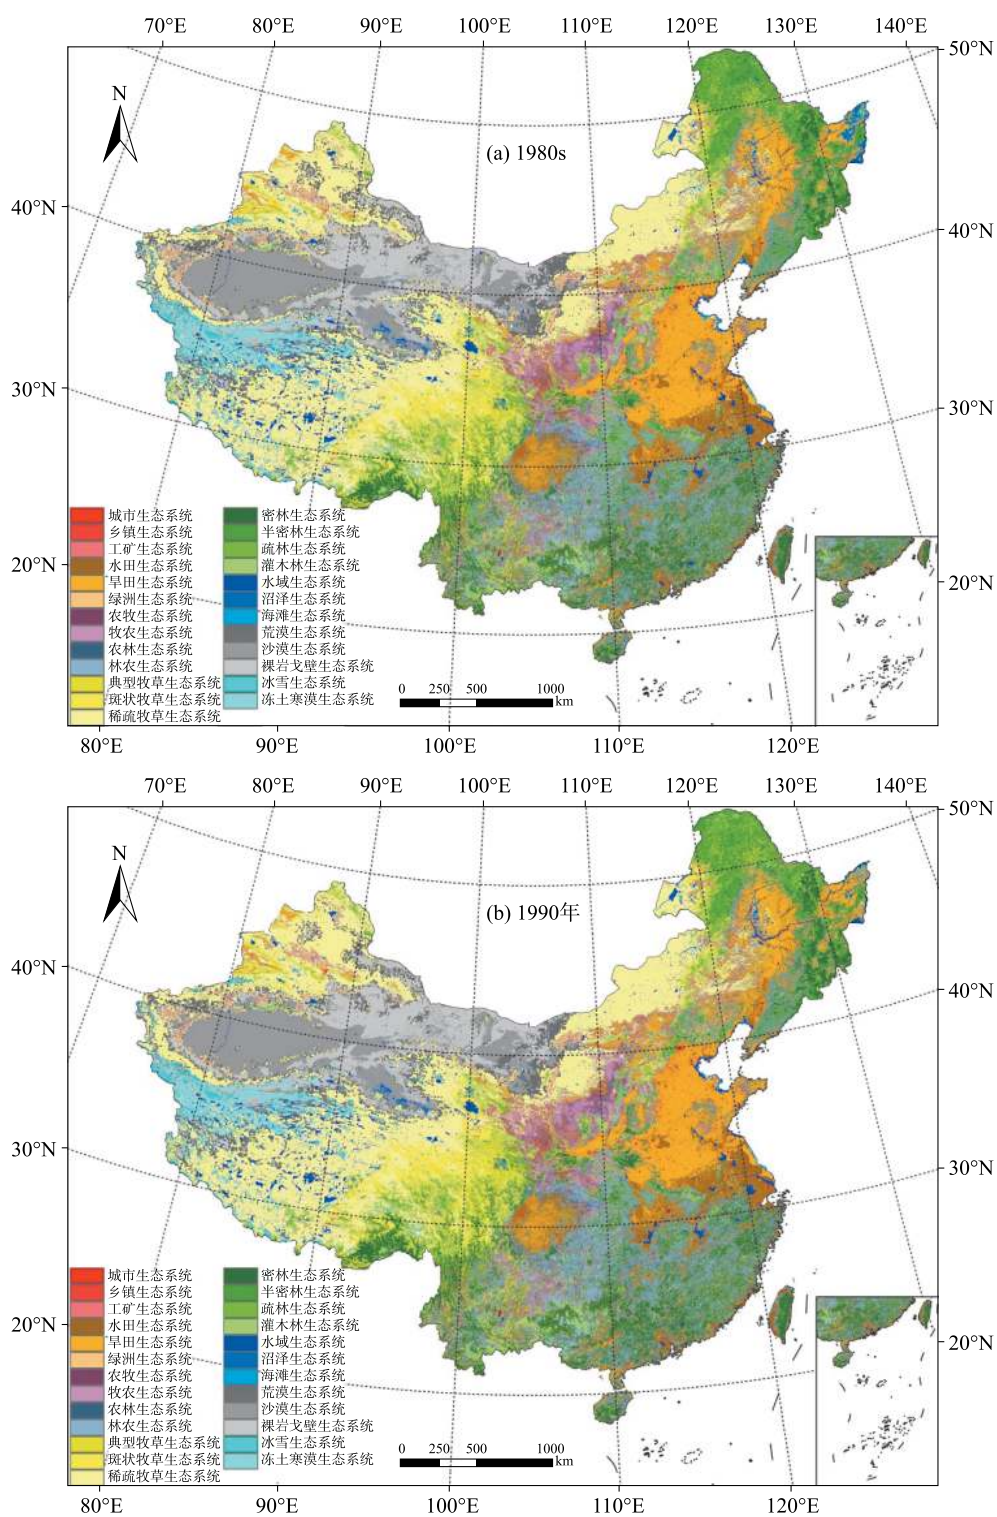 70°E 80°E 90°E 100°E 110°E 120°E 130°E 140°E
50°N
N
(a) 1980s
40°N
40°N
30°N
30°N
城市生态系统 密林生态系统
乡镇生态系统 半密林生态系统
工矿生态系统 疏林生态系统
水田生态系统 灌木林生态系统
旱田生态系统 水域生态系统
绿洲生态系统 沼泽生态系统
农牧生态系统 海滩生态系统
牧农生态系统 荒漠生态系统
农林生态系统 沙漠生态系统
林农生态系统 裸岩戈壁生态系统
典型牧草生态系统 冰雪生态系统
斑状牧草生态系统 冻土寒漠生态系统
稀疏牧草生态系统
20°N
20°N
0 250 500 1000
km
80°E 90°E 100°E 110°E 120°E
70°E 80°E 90°E 100°E 110°E 120°E 130°E 140°E
50°N
N
(b) 1990年
40°N
40°N
30°N
30°N
城市生态系统 密林生态系统
乡镇生态系统 半密林生态系统
工矿生态系统 疏林生态系统
水田生态系统 灌木林生态系统
旱田生态系统 水域生态系统
绿洲生态系统 沼泽生态系统
农牧生态系统 海滩生态系统
牧农生态系统 荒漠生态系统
农林生态系统 沙漠生态系统
林农生态系统 裸岩戈壁生态系统
典型牧草生态系统 冰雪生态系统
斑状牧草生态系统 冻土寒漠生态系统
稀疏牧草生态系统
20°N
20°N
0 250 500 1000
km
80°E 90°E 100°E 110°E 120°E